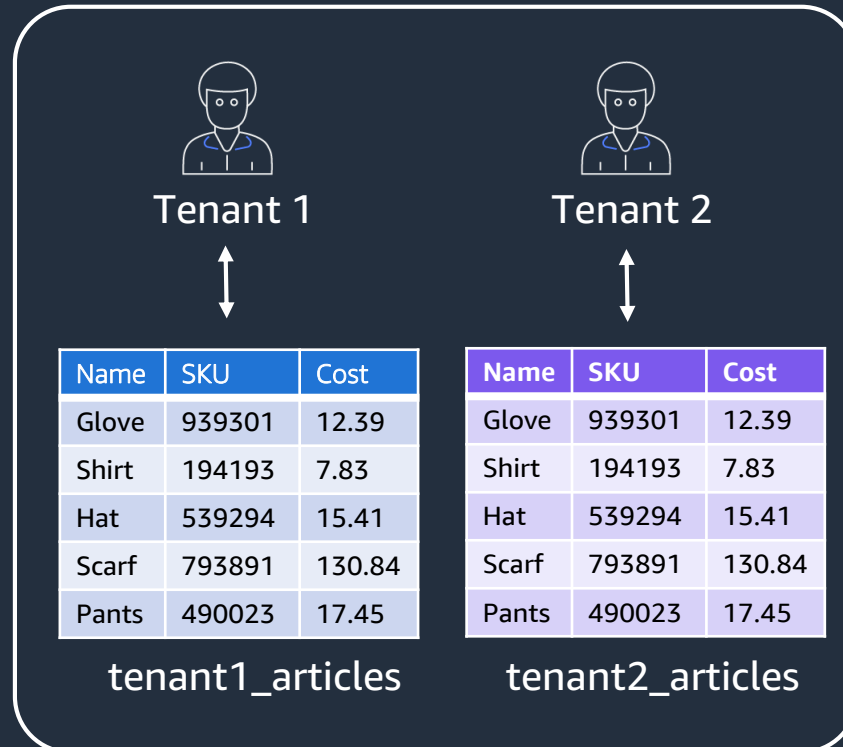 Tenant 1
Tenant 2
Name SKU Cost
Glove 939301 12.39
Shirt 194193 7.83
Hat 539294 15.41
Scarf 793891 130.84
Pants 490023 17.45
tenant1_articles
Name SKU Cost
Glove 939301 12.39
Shirt 194193 7.83
Hat 539294 15.41
Scarf 793891 130.84
Pants 490023 17.45
tenant2_articles